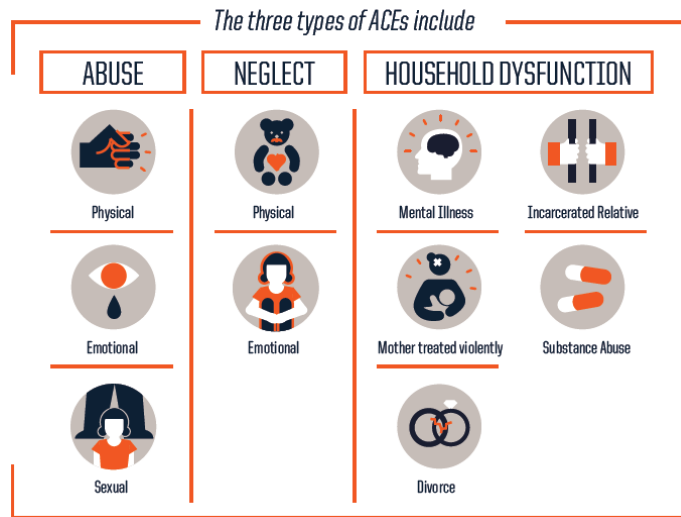 The three types of ACEs include
ABUSE
Physical
Emotional
Sexual
NEGLECT
Physical
Emotional
HOUSEHOLD DYSFUNCTION
Mental Illness
Incarcerated Relative
Mother treated violently
Substance Abuse
Divorce